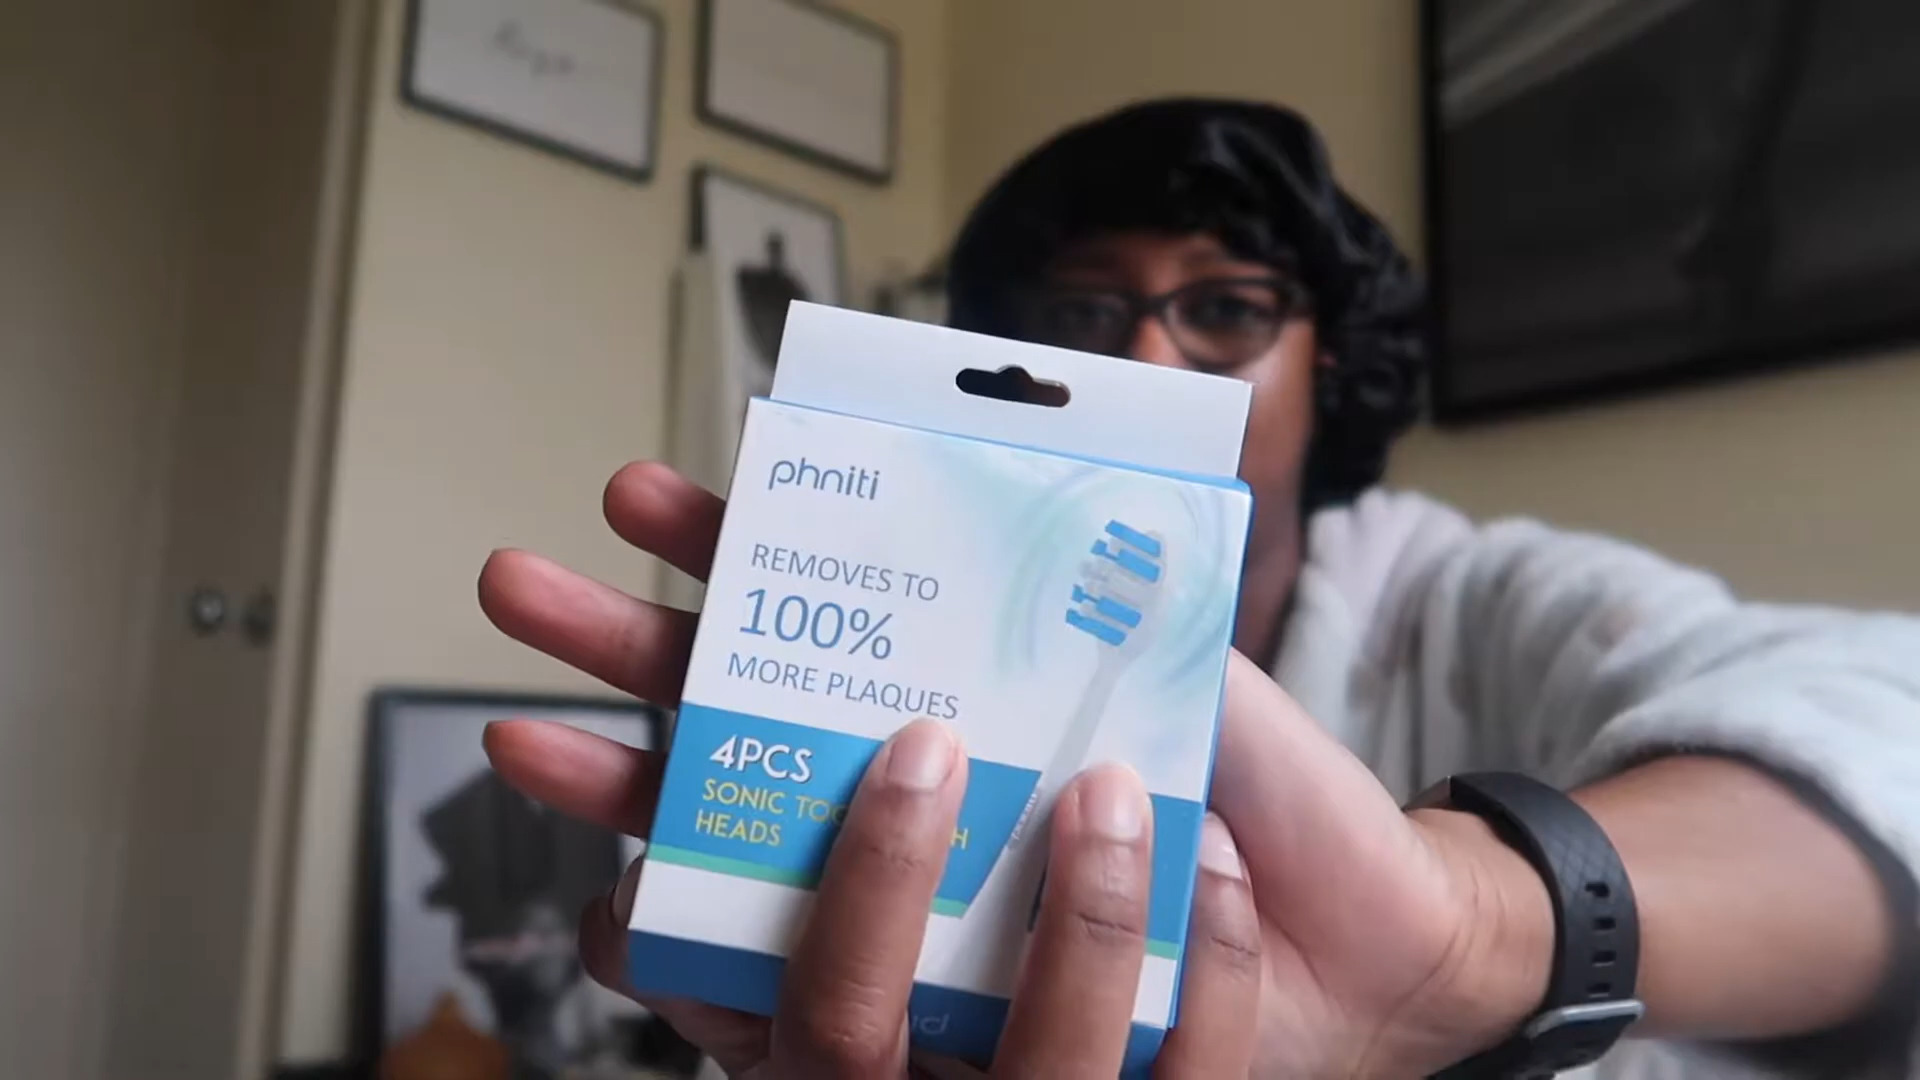 phniti
REMOVES TO
100%
MORE PLAQUES
4PCS
SONIC
HEADS